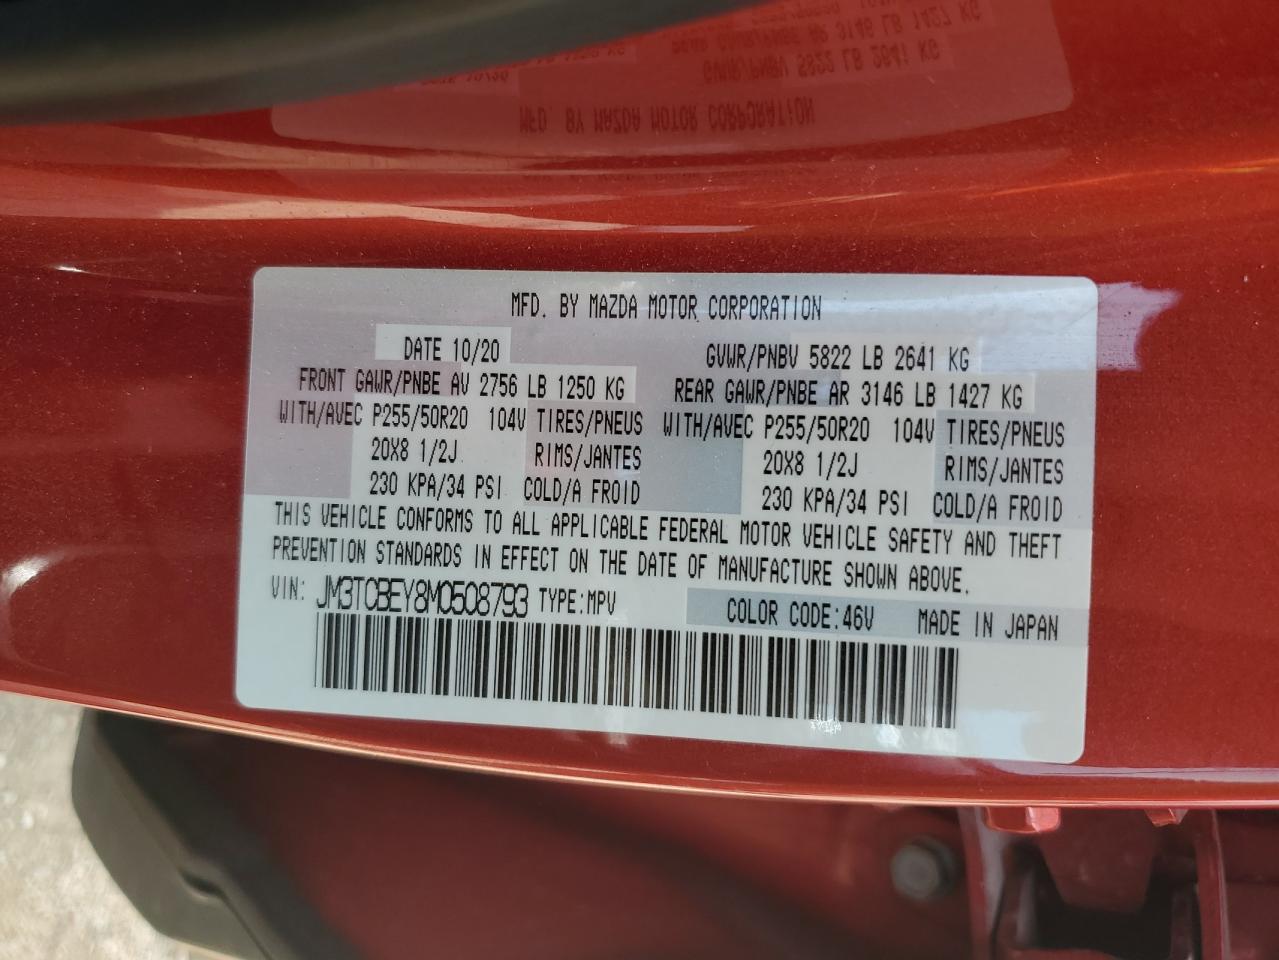 MFD. BY MAZDA MOTOR CORPORATION
DATE 10/20 GVWR/PNBV 5822 LB 2641 KG
FRONT GAWR/PNBE AV 2756 LB 1250 KG REAR GAWR/PNBE AR 3146 LB 1427 KG
WITH/AVEC P255/50R20 104V TIRES/PNEUS WITH/AVEC P255/50R20 104V TIRES/PNEUS
20X8 1/2J RIMS/JANTES 20X8 1/2J RIMS/JANTES
230 KPA/34 PSI COLD/A FROID 230 KPA/34 PSI COLD/A FROID
THIS VEHICLE CONFORMS TO ALL APPLICABLE FEDERAL MOTOR VEHICLE SAFETY AND THEFT
PREVENTION STANDARDS IN EFFECT ON THE DATE OF MANUFACTURE SHOWN ABOVE.
VIN: JM3TCBEY8M0508793 TYPE:MPV COLOR CODE:46V MADE IN JAPAN